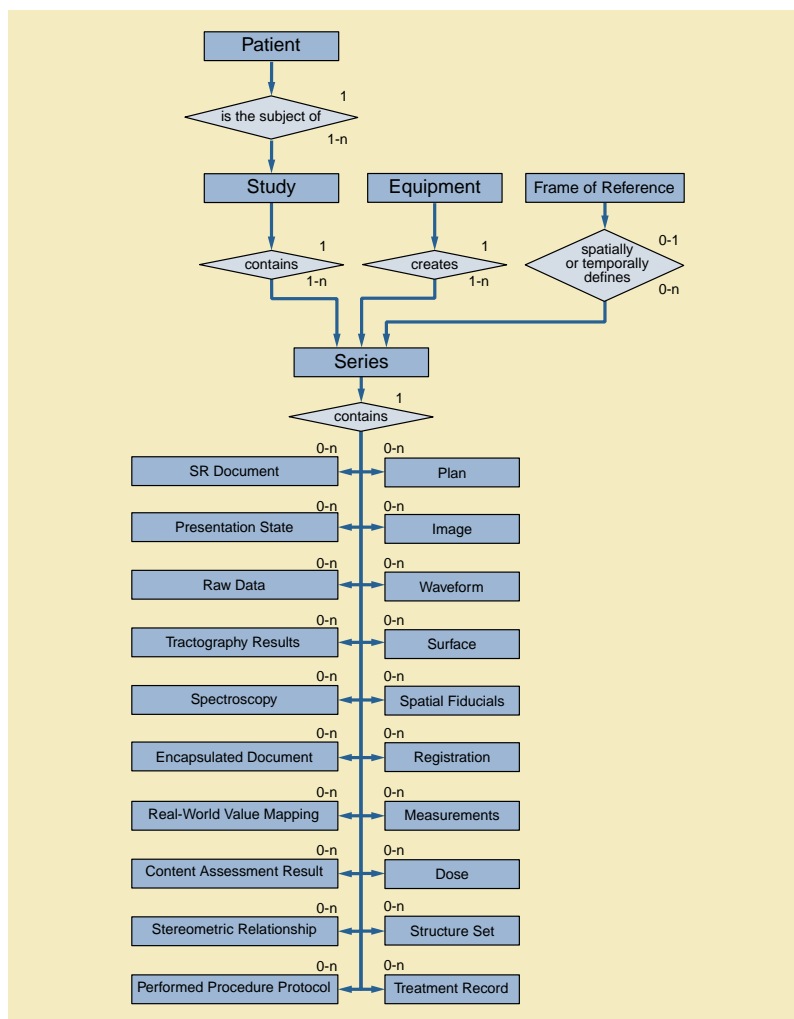 Patient
1
is the subject of
1-n
Study
Equipment
Frame of Reference
1
contains
1-n
1
creates
1-n
0-1
spatially
or temporally
defines
0-n
Series
1
contains
0-n
SR Document
0-n
Plan
0-n
Presentation State
0-n
Image
0-n
Raw Data
0-n
Waveform
0-n
Tractography Results
0-n
Surface
0-n
Spectroscopy
0-n
Spatial Fiducials
0-n
Encapsulated Document
0-n
Registration
0-n
Real-World Value Mapping
0-n
Measurements
0-n
Content Assessment Result
0-n
Dose
0-n
Stereometric Relationship
0-n
Structure Set
0-n
Performed Procedure Protocol
0-n
Treatment Record